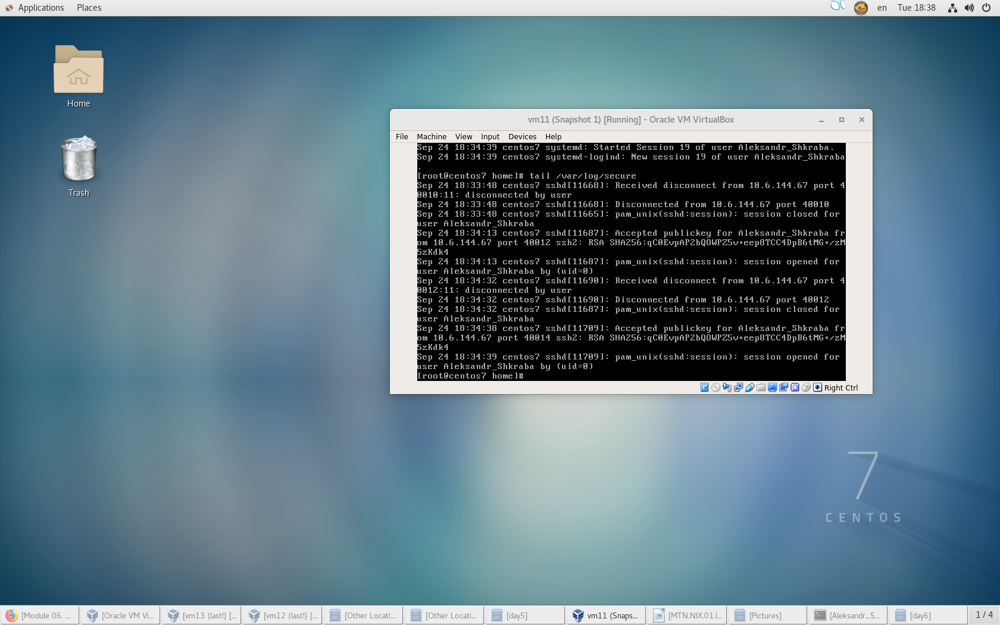 Applications Places en Tue 18:38
Home
Trash
vm11 (Snapshot 1) [Running] - Oracle VM VirtualBox
File Machine View Input Devices Help
Sep 24 18:34:39 centos7 systemd: Started Session 19 of user Aleksandr_Shkraba.
Sep 24 18:34:39 centos7 systemd-logind: New session 19 of user Aleksandr_Shkraba
.
[root@centos7 home]# tail /var/log/secure
Sep 24 18:33:48 centos7 sshd[11668]: Received disconnect from 10.6.144.67 port 4
0010:11: disconnected by user
Sep 24 18:33:48 centos7 sshd[11668]: Disconnected from 10.6.144.67 port 40010
Sep 24 18:33:48 centos7 sshd[11665]: pam_unix(sshd:session): session closed for
user Aleksandr_Shkraba
Sep 24 18:34:13 centos7 sshd[11687]: Accepted publickey for Aleksandr_Shkraba fr
om 10.6.144.67 port 40012 ssh2: RSA SHA256:qC0EvpAP2bQOWPZ5v+eep8TCC4DpB6tMG+/zM
5zKdk4
Sep 24 18:34:13 centos7 sshd[11687]: pam_unix(sshd:session): session opened for
user Aleksandr_Shkraba by (uid=0)
Sep 24 18:34:32 centos7 sshd[11690]: Received disconnect from 10.6.144.67 port 4
0012:11: disconnected by user
Sep 24 18:34:32 centos7 sshd[11690]: Disconnected from 10.6.144.67 port 40012
Sep 24 18:34:32 centos7 sshd[11687]: pam_unix(sshd:session): session closed for
user Aleksandr_Shkraba
Sep 24 18:34:38 centos7 sshd[11709]: Accepted publickey for Aleksandr_Shkraba fr
om 10.6.144.67 port 40014 ssh2: RSA SHA256:qC0EvpAP2bQOWPZ5v+eep8TCC4DpB6tMG+/zM
5zKdk4
Sep 24 18:34:39 centos7 sshd[11709]: pam_unix(sshd:session): session opened for
user Aleksandr_Shkraba by (uid=0)
[root@centos7 home]#
Right Ctrl
7
CENTOS
[Module 06. ... [Oracle VM Vi... [vm13 (last!) [... [vm12 (last!) [... [Other Locati... [Other Locati... [day5] vm11 (Snaps... [MTN.NIX.01.I... [Pictures] [Aleksandr_S... [day6] 1 / 4